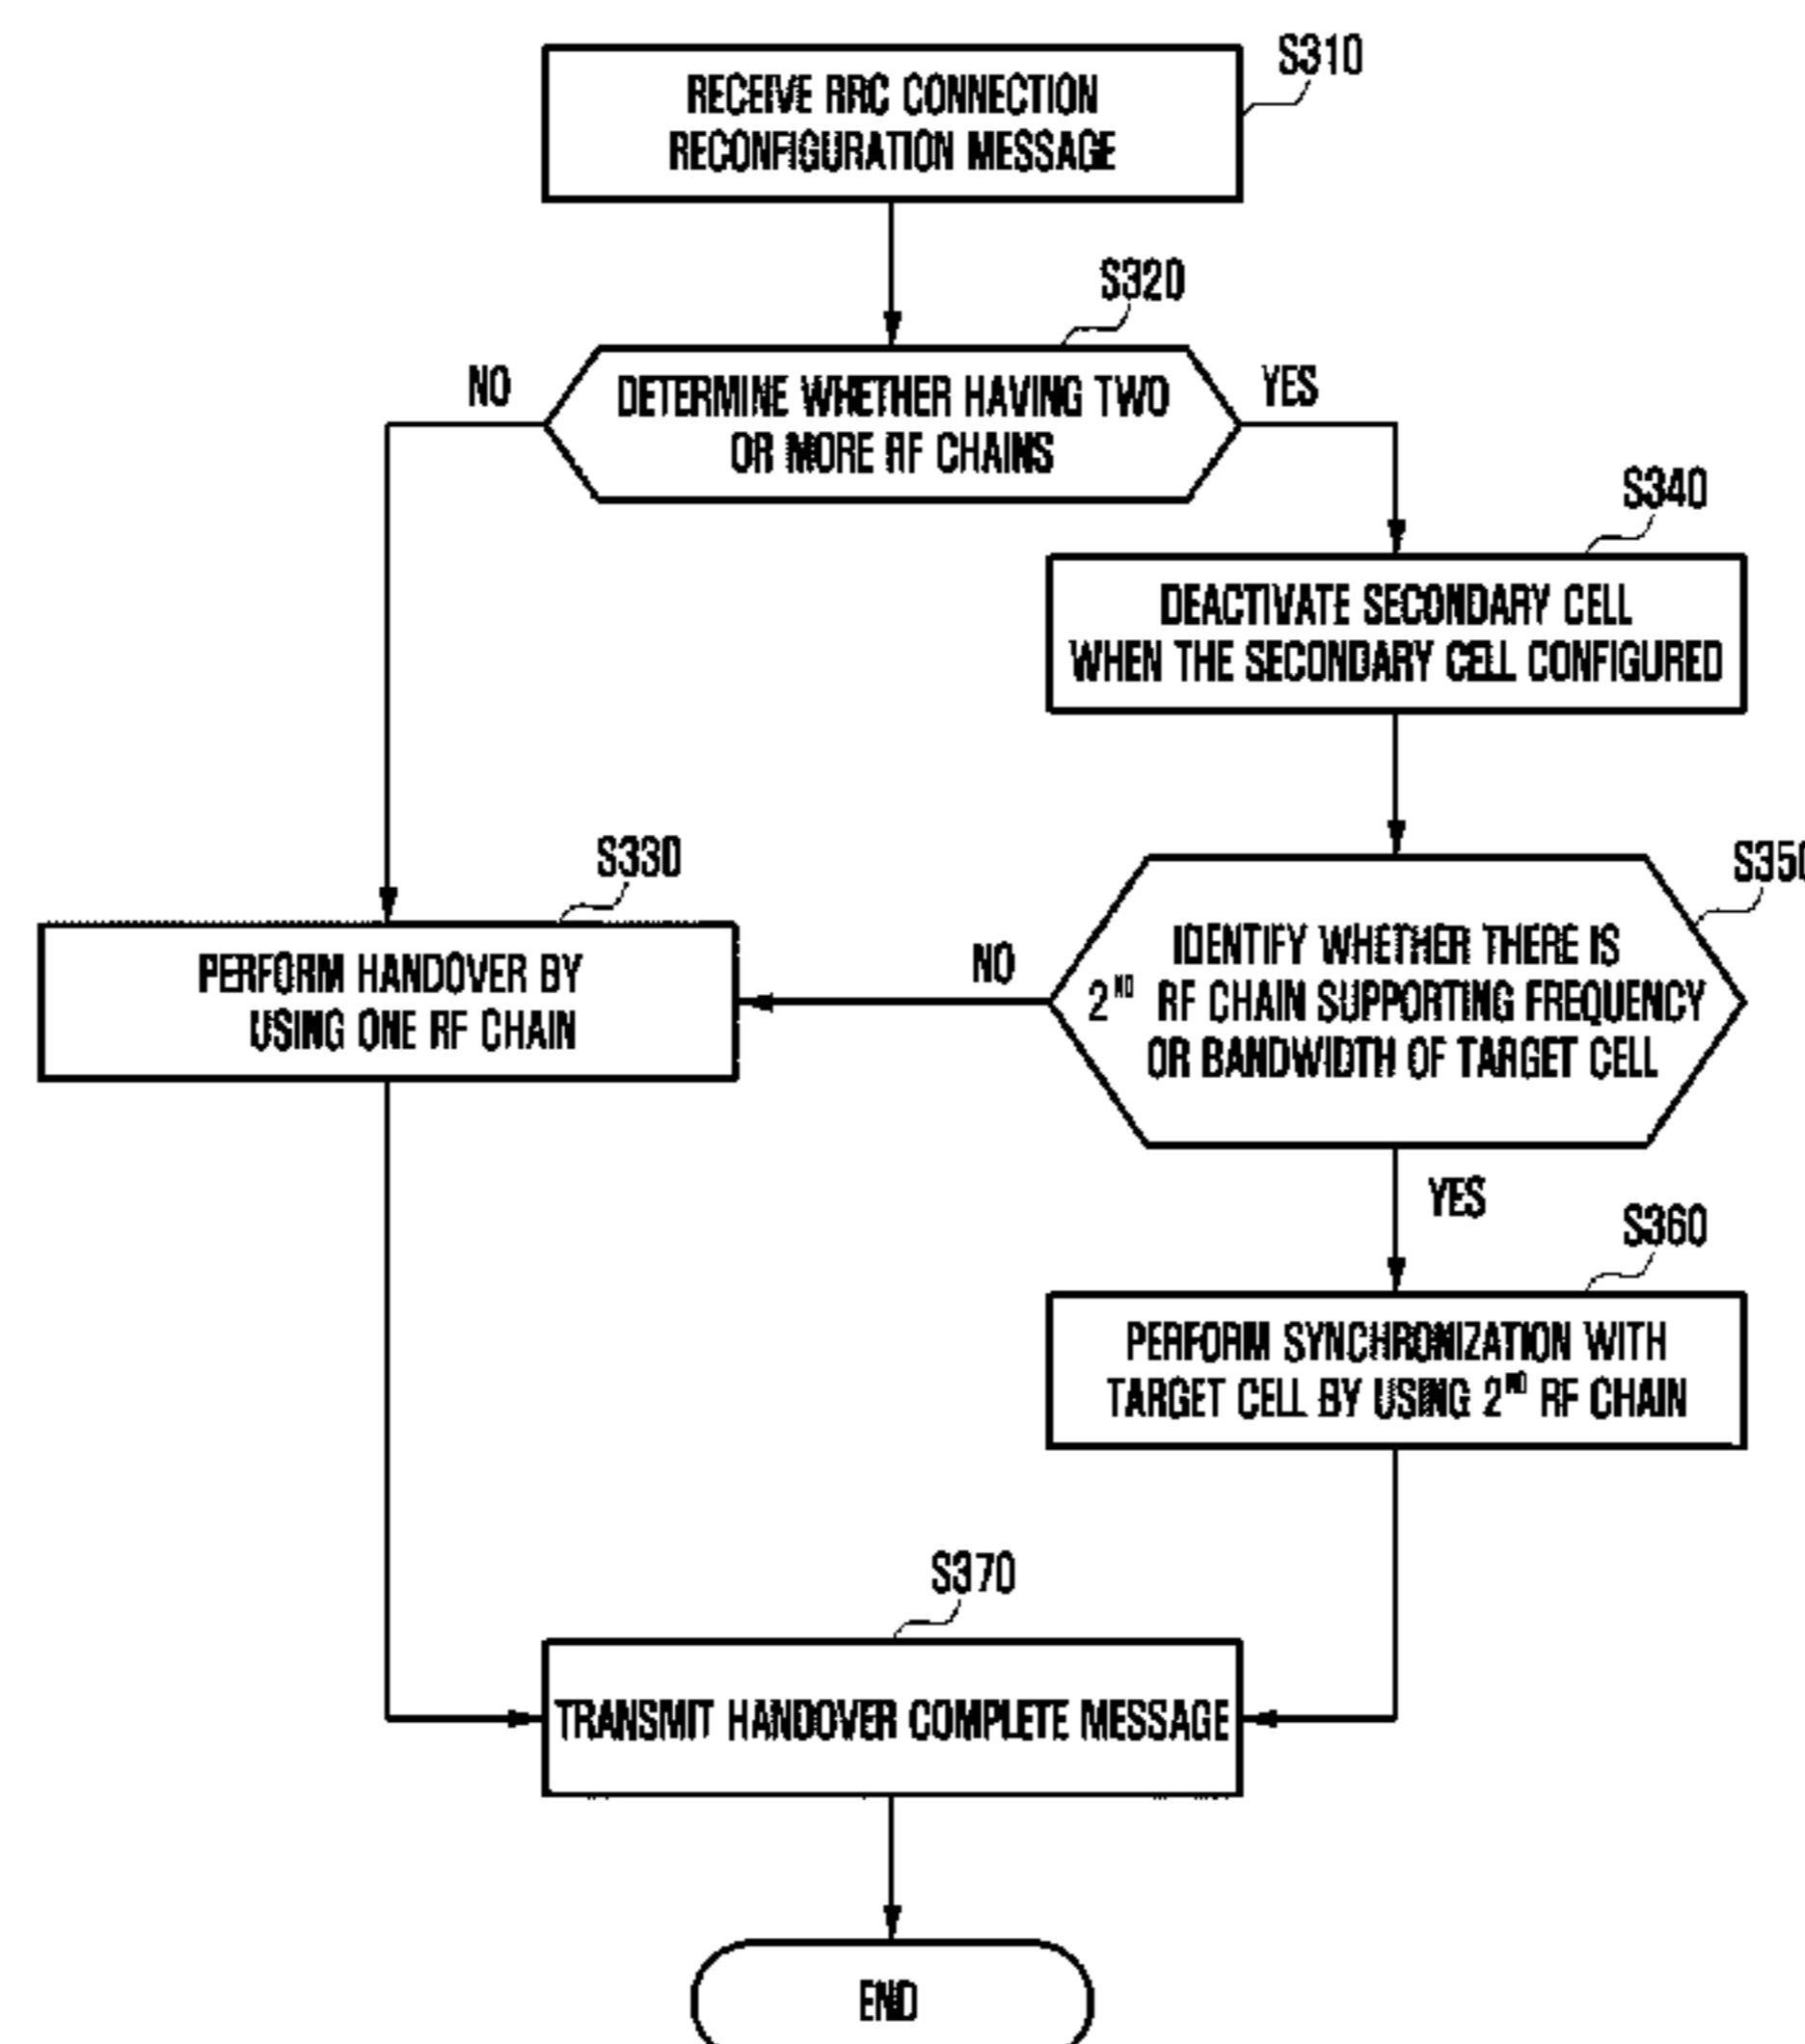 S310
RECEIVE RRC CONNECTION
RECONFIGURATION MESSAGE
S320
NO
DETERMINE WHETHER HAVING TWO
OR MORE RF CHAINS
YES
S340
DEACTIVATE SECONDARY CELL
WHEN THE SECONDARY CELL CONFIGURED
S330
PERFORM HANDOVER BY
USING ONE RF CHAIN
NO
S350
IDENTIFY WHETHER THERE IS
2ND RF CHAIN SUPPORTING FREQUENCY
OR BANDWIDTH OF TARGET CELL
YES
S360
PERFORM SYNCHRONIZATION WITH
TARGET CELL BY USING 2ND RF CHAIN
S370
TRANSMIT HANDOVER COMPLETE MESSAGE
END